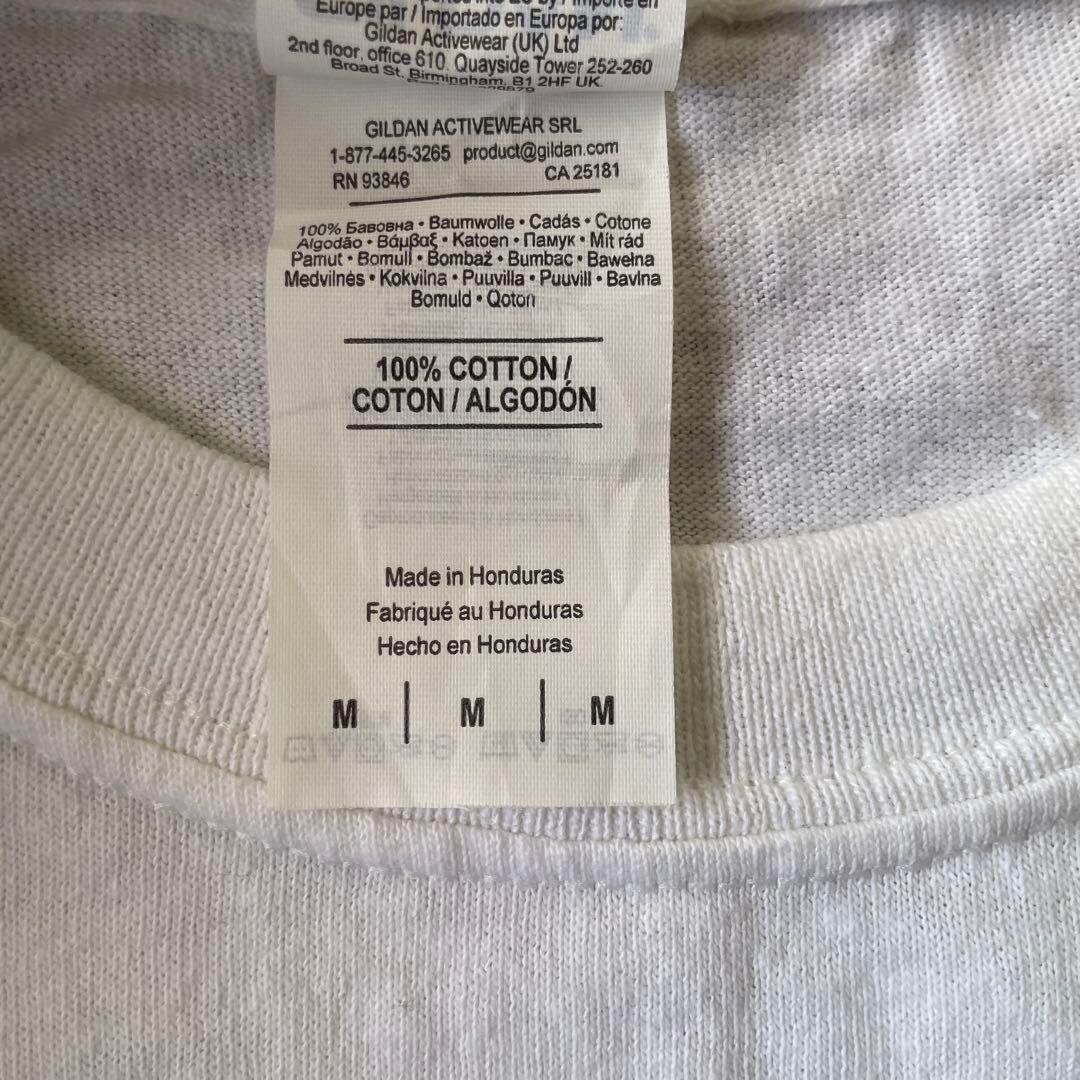 Europe par / Importado en Europa por:
Gildan Activewear (UK) Ltd
2nd floor, office 610, Quayside Tower 252-260
Broad St, Birmingham, B1 2HF UK
GILDAN ACTIVEWEAR SRL
1-877-445-3265 product@gildan.com
RN 93846 CA 25181
100% Бавовна • Baumwolle • Cadás • Cotone
Algodão • Βάμβαξ • Katoen • Памук • Mit rád
Pamut • Bomull • Bombaž • Bumbac • Bawełna
Medvilnės • Kokvilna • Puuvilla • Puuvill • Bavlna
Bomuld • Qoton
100% COTTON /
COTON / ALGODÓN
Made in Honduras
Fabriqué au Honduras
Hecho en Honduras
M | M | M